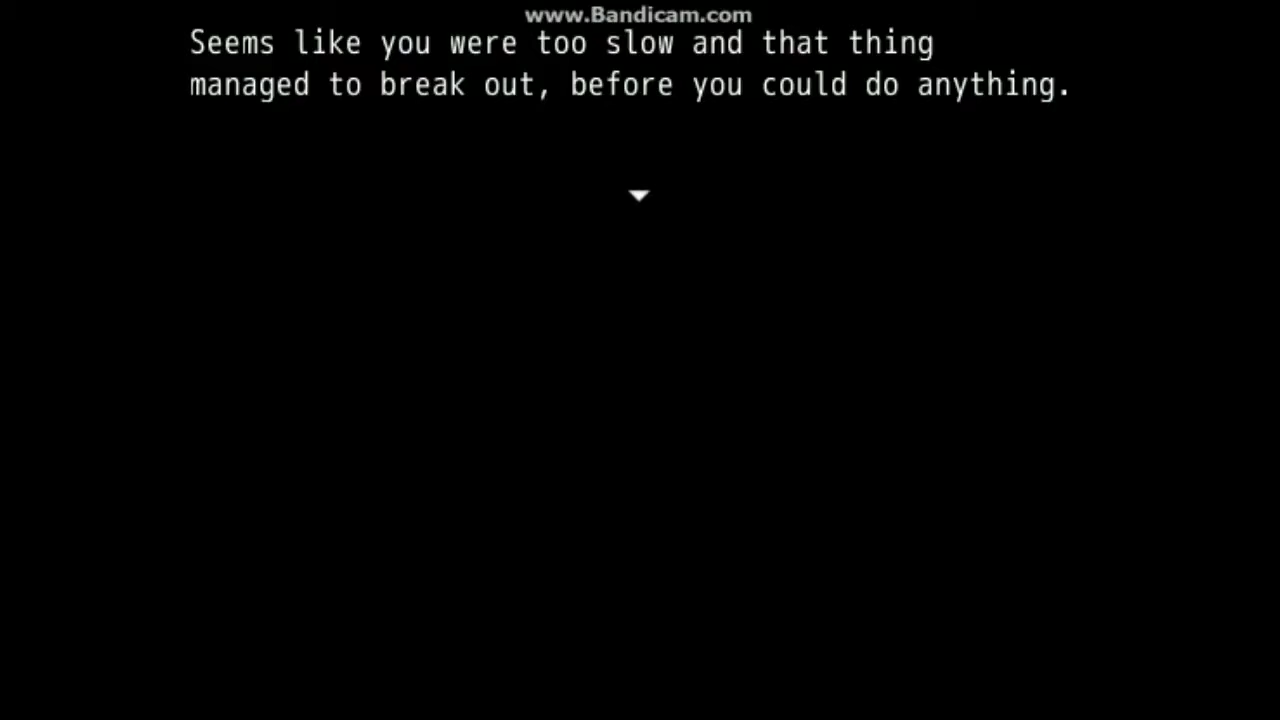 www.Bandicam.com
Seems like you were too slow and that thing
managed to break out, before you could do anything.